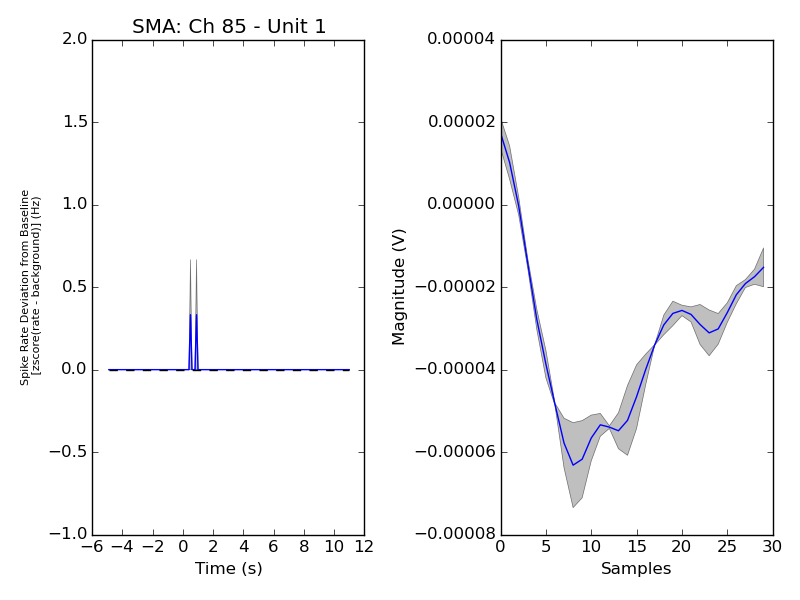 SMA: Ch 85 - Unit 1
2.0
1.5
1.0
0.5
0.0
−0.5
−1.0
−6 −4 −2 0 2 4 6 8 10 12
Time (s)
Spike Rate Deviation from Baseline
[zscore(rate - background)] (Hz)
0.00004
0.00002
0.00000
−0.00002
−0.00004
−0.00006
−0.00008
0 5 10 15 20 25 30
Samples
Magnitude (V)